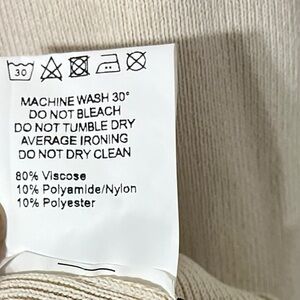 30
MACHINE WASH 30°
DO NOT BLEACH
DO NOT TUMBLE DRY
AVERAGE IRONING
DO NOT DRY CLEAN
80% Viscose
10% Polyamide/Nylon
10% Polyester